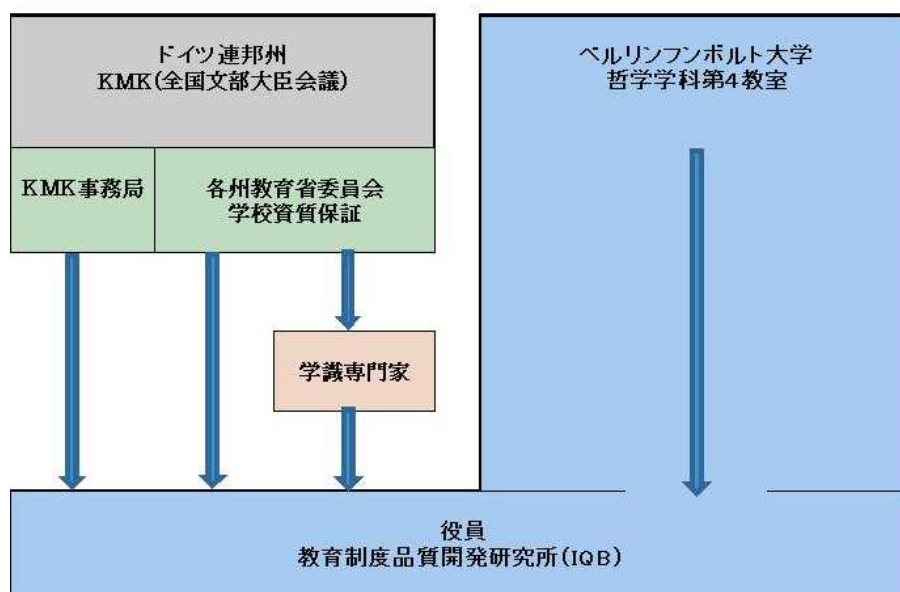 ドイツ連邦州
KMK(全国文部大臣会議)
ベルリンフンボルト大学
哲学学科第4教室
KMK事務局
各州教育省委員会
学校資質保証
学識専門家
役員
教育制度品質開発研究所(IQB)